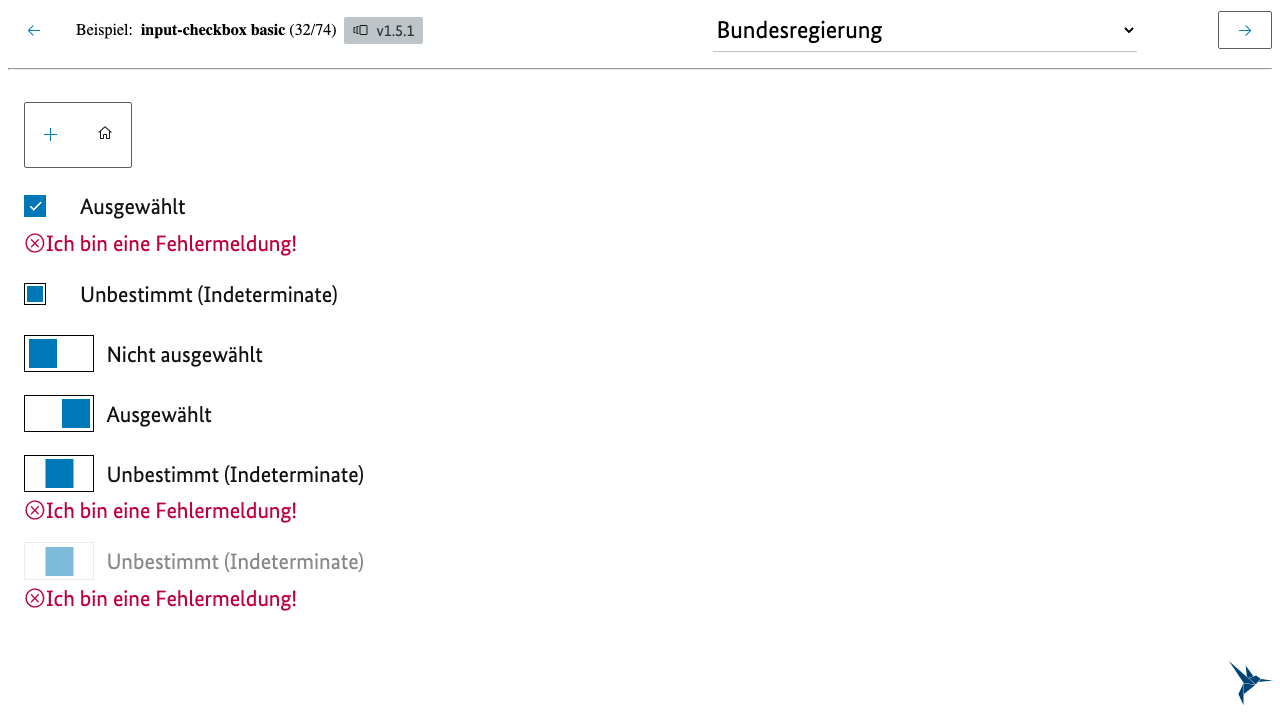 Beispiel: input-checkbox basic (32/74) v1.5.1 Bundesregierung
Ausgewählt
Ich bin eine Fehlermeldung!
Unbestimmt (Indeterminate)
Nicht ausgewählt
Ausgewählt
Unbestimmt (Indeterminate)
Ich bin eine Fehlermeldung!
Unbestimmt (Indeterminate)
Ich bin eine Fehlermeldung!